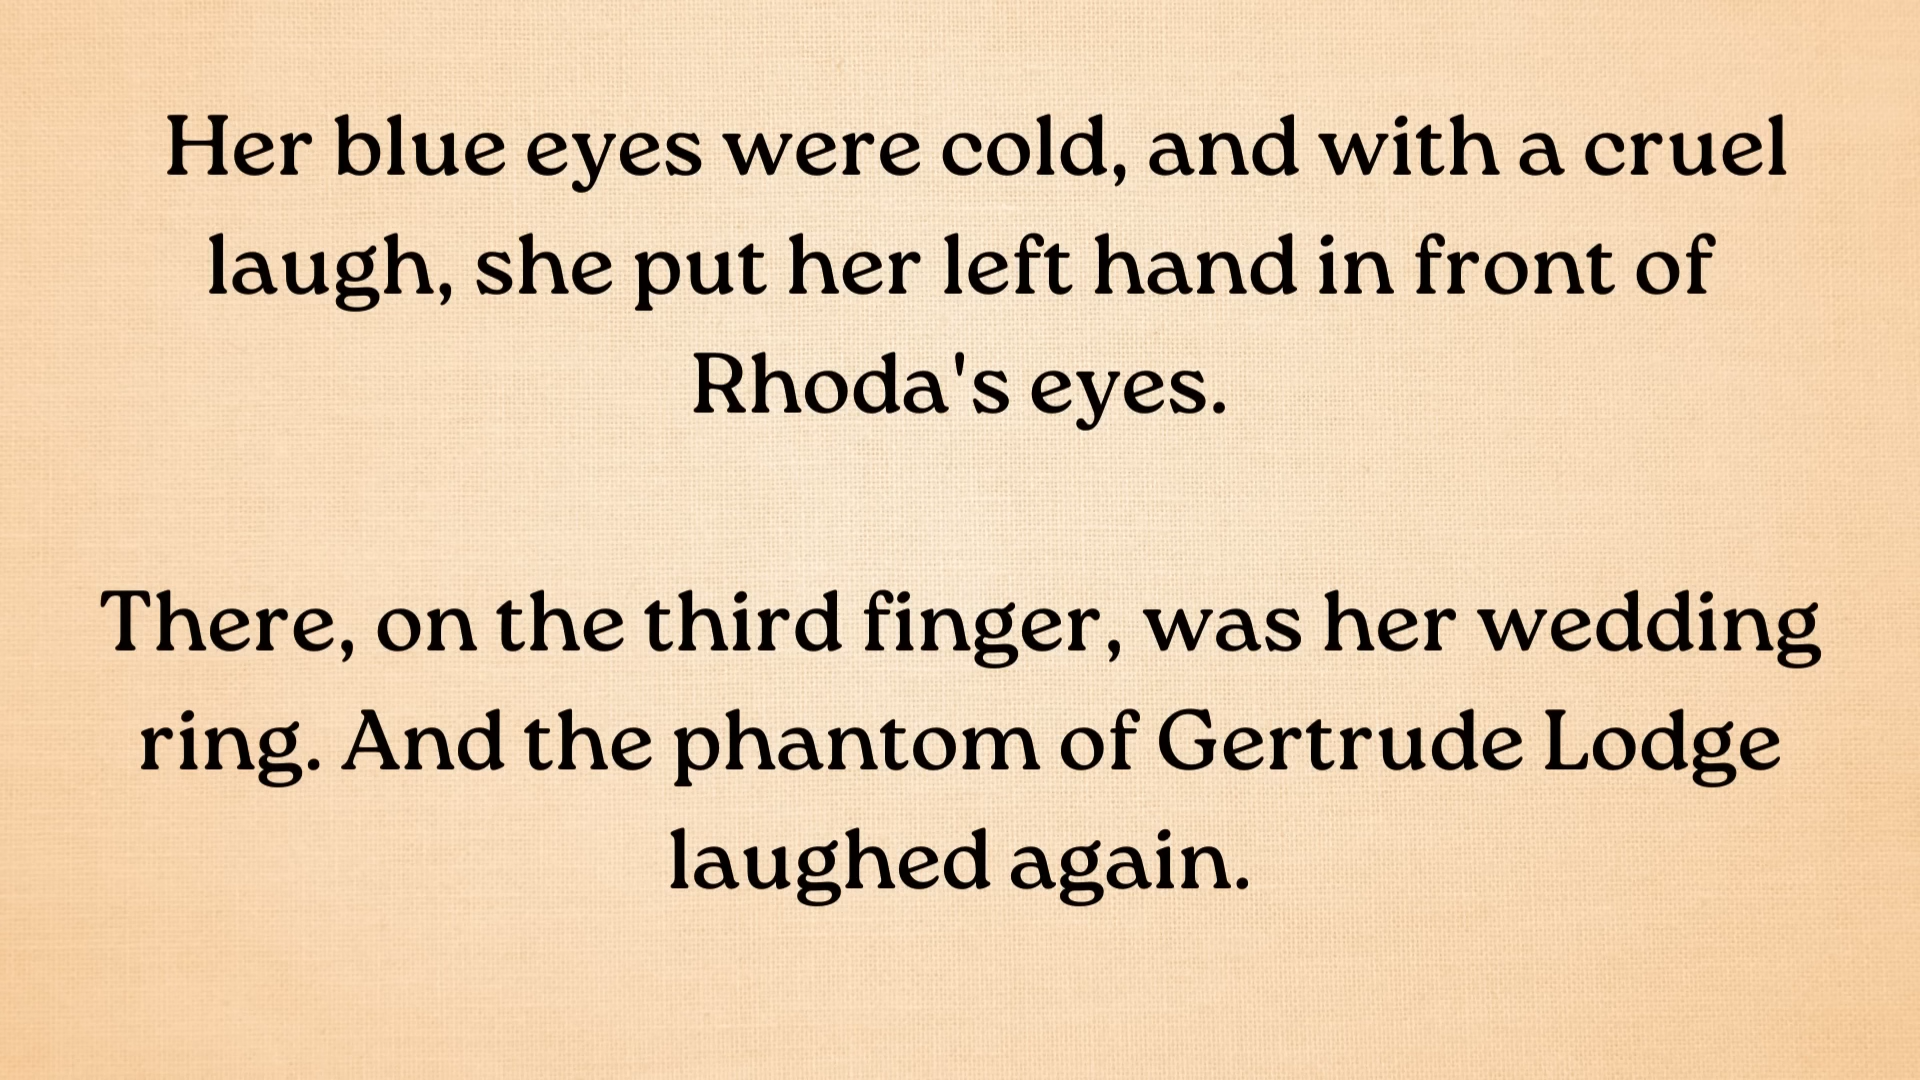 Her blue eyes were cold, and with a cruel
laugh, she put her left hand in front of
Rhoda's eyes.
There, on the third finger, was her wedding
ring. And the phantom of Gertrude Lodge
laughed again.